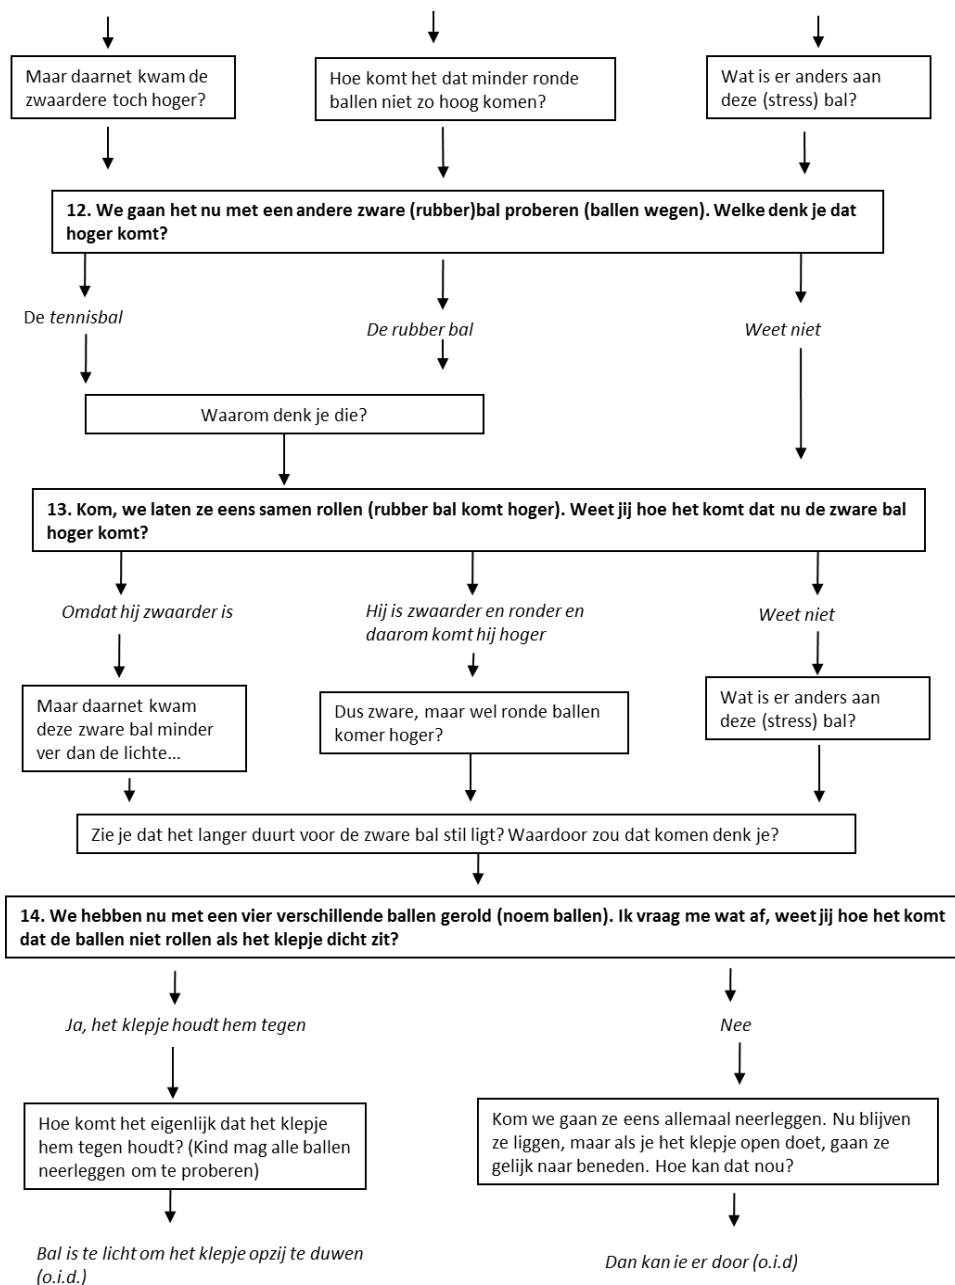 Maar daarnet kwam de
zwaardere toch hoger?
Hoe komt het dat minder ronde
ballen niet zo hoog komen?
Wat is er anders aan
deze (stress) bal?
12. We gaan het nu met een andere zware (rubber)bal proberen (ballen wegen). Welke denk je dat
hoger komt?
De tennisbal
De rubber bal
Weet niet
Waarom denk je die?
13. Kom, we laten ze eens samen rollen (rubber bal komt hoger). Weet jij hoe het komt dat nu de zware bal
hoger komt?
Omdat hij zwaarder is
Hij is zwaarder en ronder en
daarom komt hij hoger
Weet niet
Maar daarnet kwam
deze zware bal minder
ver dan de lichte...
Dus zware, maar wel ronde ballen
komer hoger?
Wat is er anders aan
deze (stress) bal?
Zie je dat het langer duurt voor de zware bal stil ligt? Waardoor zou dat komen denk je?
14. We hebben nu met een vier verschillende ballen gerold (noem ballen). Ik vraag me wat af, weet jij hoe het komt
dat de ballen niet rollen als het klepje dicht zit?
Ja, het klepje houdt hem tegen
Nee
Hoe komt het eigenlijk dat het klepje
hem tegen houdt? (Kind mag alle ballen
neerleggen om te proberen)
Kom we gaan ze eens allemaal neerleggen. Nu blijven
ze liggen, maar als je het klepje open doet, gaan ze
gelijk naar beneden. Hoe kan dat nou?
Bal is te licht om het klepje opzij te duwen
(o.i.d.)
Dan kan ie er door (o.i.d)